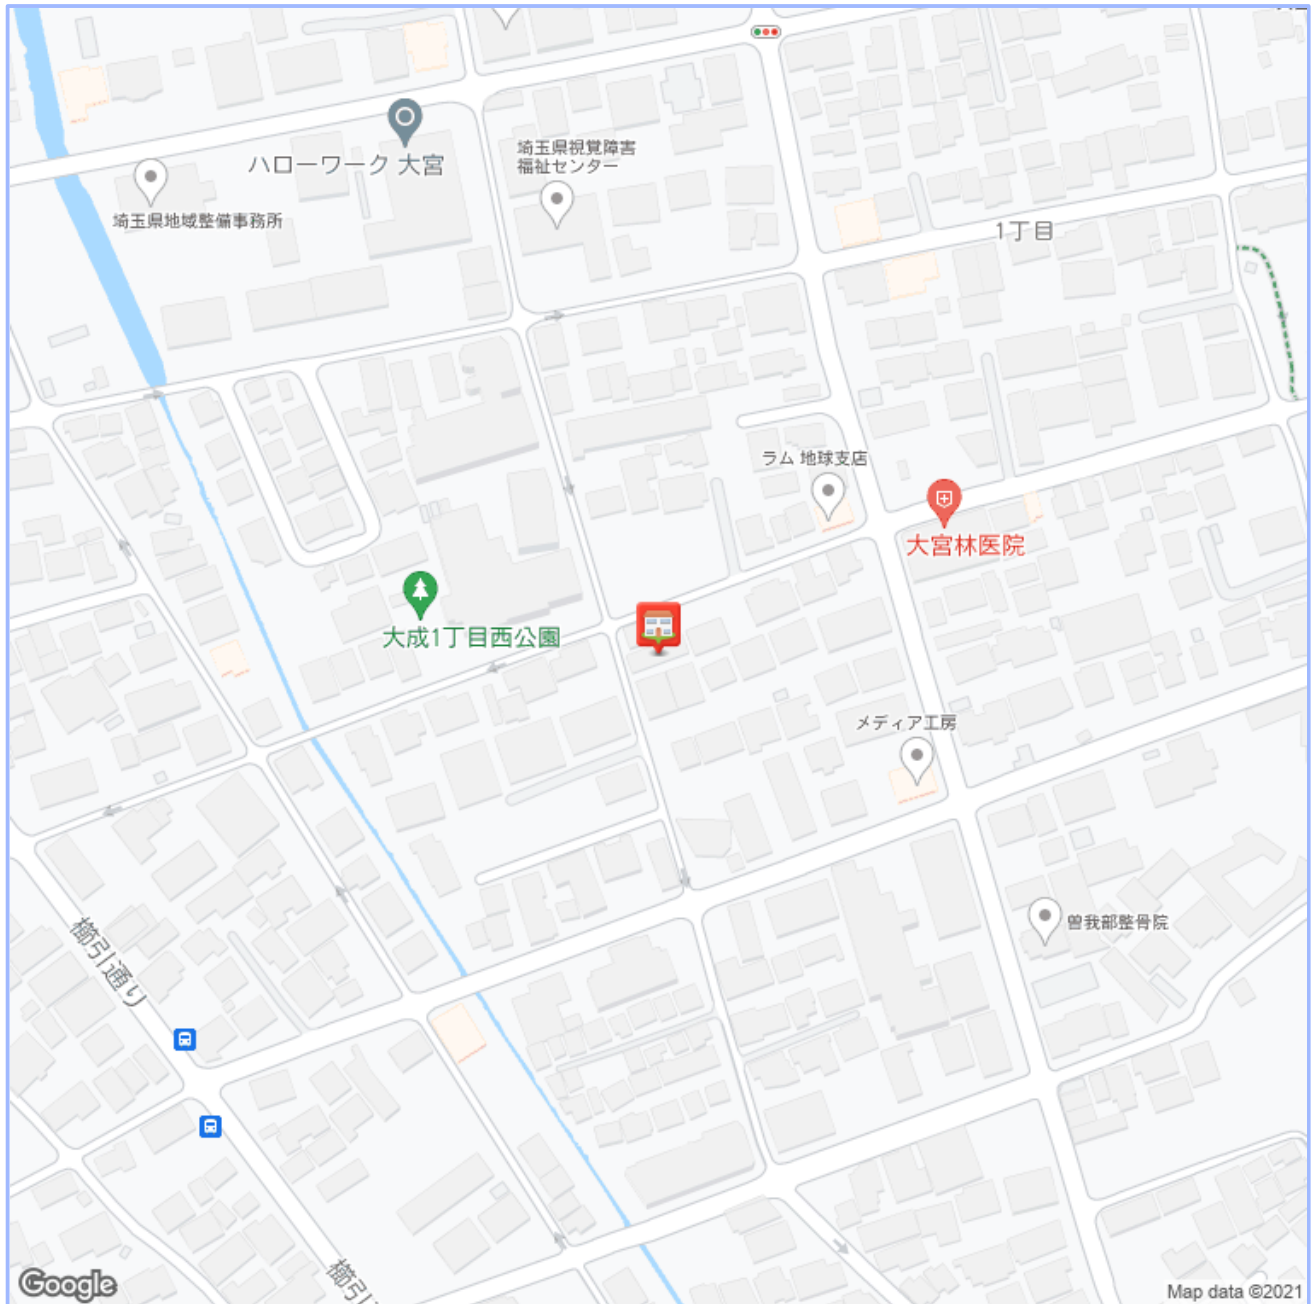 ハローワーク 大宮
埼玉県視覚障害
福祉センター
埼玉県地域整備事務所
1丁目
ラム 地球支店
大宮林医院
大成1丁目西公園
メディア工房
曽我部整骨院
櫛引通り
櫛引
Google
Map data ©2021